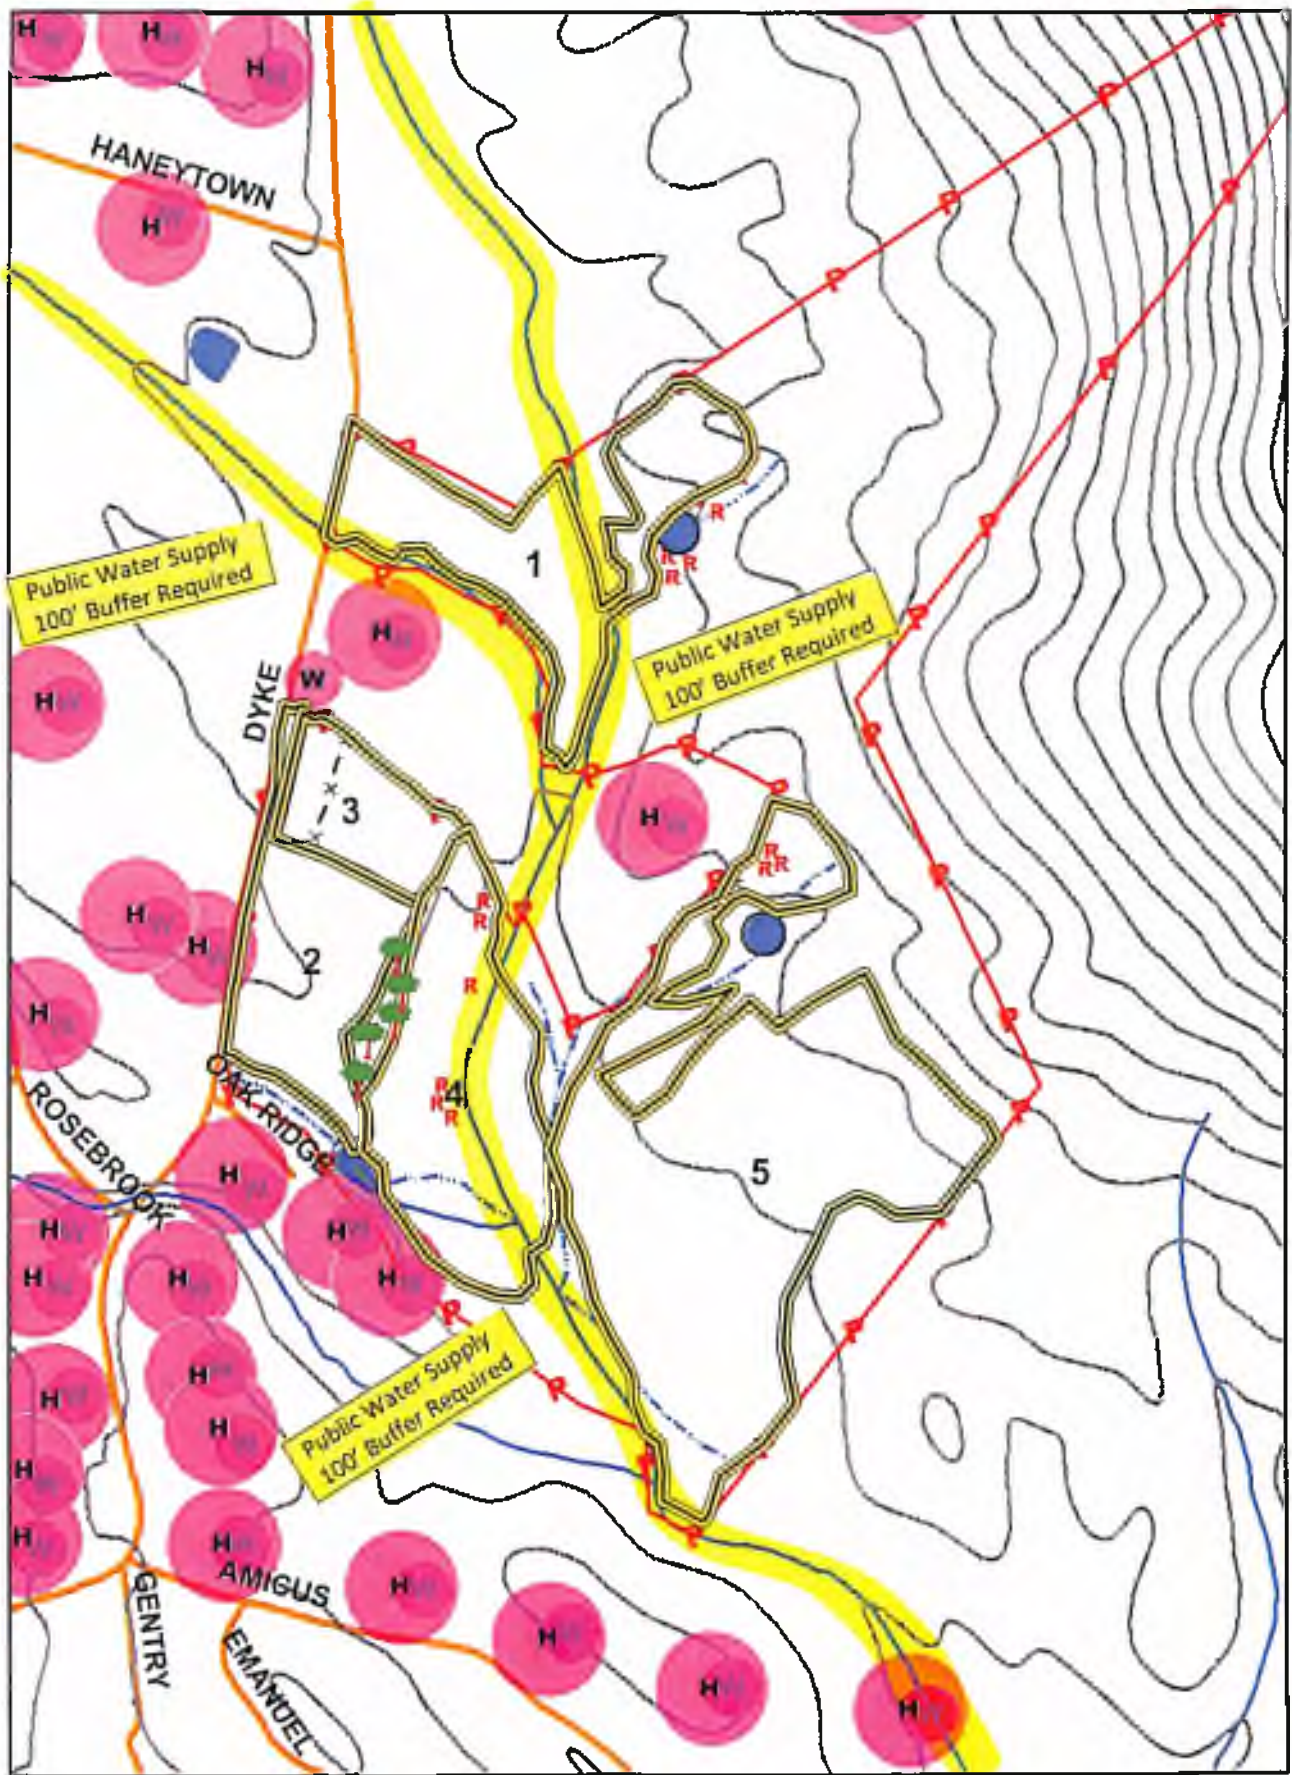 H
H
H
P
P
HANEYTOWN
H
P
P
P
P
P
P
R
R R
R
1
Public Water Supply
100' Buffer Required
P
P
Public Water Supply
100' Buffer Required
H
W
H
DYKE
P
P
P
P
H
3
R
R R
P
P
R
R
P
H
H
2
R
H
P
P
I
OAK RIDGE
ROSEBROOK
R
R
R
4
P
5
H
H
H
H
H
H
P
P
Public Water Supply
100' Buffer Required
P
H
H
H
H
H
H
P
AMIGUS
H
GENTRY
EMANUEL
H
H
H